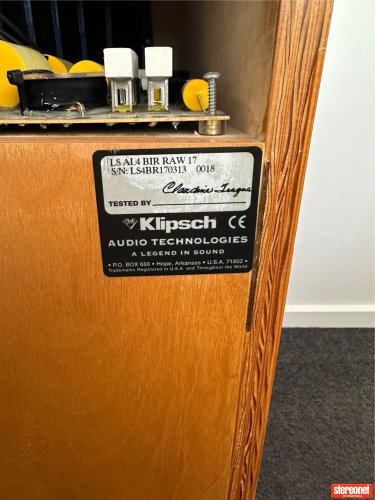 LS AL4 BIR RAW 17
S/N: LS4BR170313 0018
TESTED BY
Klipsch CE
AUDIO TECHNOLOGIES
A LEGEND IN SOUND
• P.O. BOX 688 • Hope, Arkansas • U.S.A. 71802 •
Trademarks Registered in U.S.A. and Throughout the World
stereonet